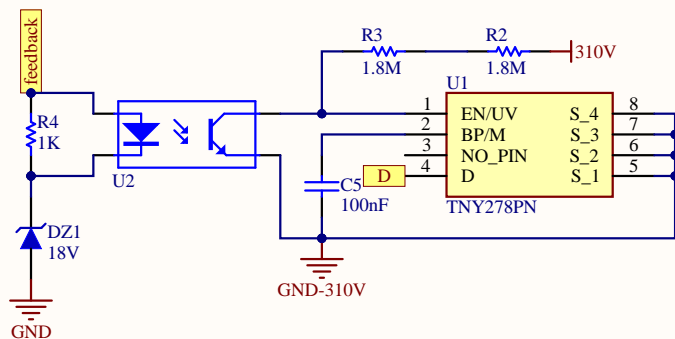 feedback
R4
1K
U2
DZ1
18V
GND
R3
1.8M
R2
1.8M
310V
U1
1 EN/UV S_4 8
2 BP/M S_3 7
3 NO_PIN S_2 6
4 D S_1 5
D
TNY278PN
C5
100nF
GND-310V